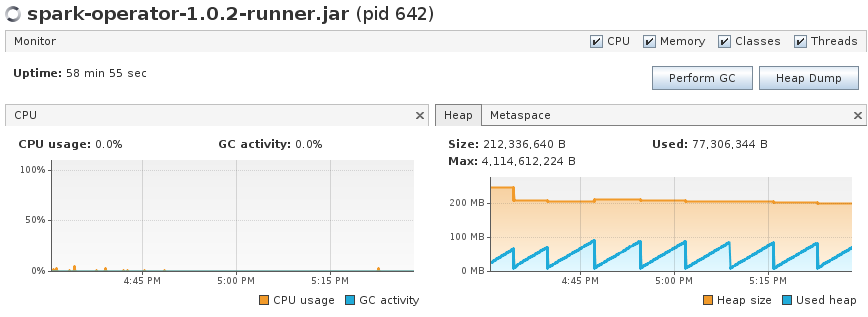 spark-operator-1.0.2-runner.jar (pid 642)
Monitor
CPU Memory Classes Threads
Uptime: 58 min 55 sec
Perform GC Heap Dump
CPU
CPU usage: 0.0% GC activity: 0.0%
100%
50%
0%
4:45 PM 5:00 PM 5:15 PM
CPU usage GC activity
Heap Metaspace
Size: 212,336,640 B Used: 77,306,344 B
Max: 4,114,612,224 B
200 MB
100 MB
0 MB
4:45 PM 5:00 PM 5:15 PM
Heap size Used heap